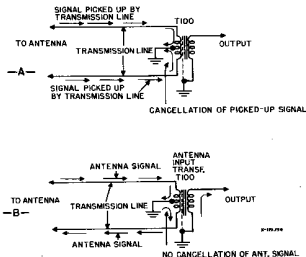 SIGNAL PICKED UP BY
TRANSMISSION LINE
T100
TO ANTENNA
TRANSMISSION LINE
OUTPUT
—A—
SIGNAL PICKED UP
BY TRANSMISSION LINE
CANCELLATION OF PICKED-UP SIGNAL
ANTENNA SIGNAL
ANTENNA
INPUT
TRANSF.
T100
TO ANTENNA
TRANSMISSION LINE
OUTPUT
—B—
ANTENNA SIGNAL
NO CANCELLATION OF ANT. SIGNAL